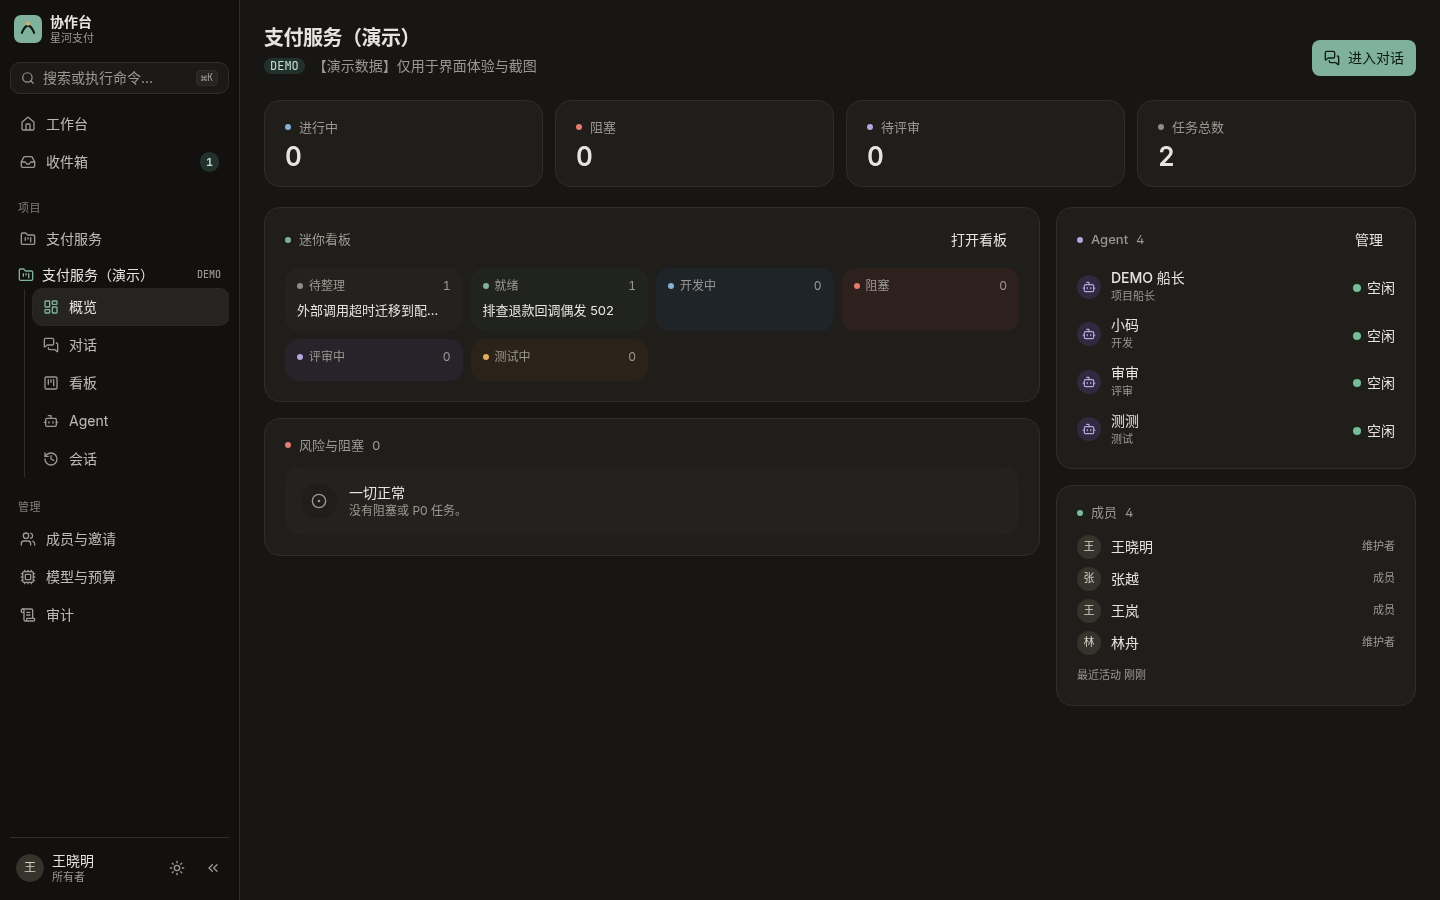 协作台
星河支付
搜索或执行命令... ⌘K
工作台
收件箱 1
项目
支付服务
支付服务（演示） DEMO
概览
对话
看板
Agent
会话
管理
成员与邀请
模型与预算
审计
王 王晓明
所有者
支付服务（演示）
DEMO 【演示数据】仅用于界面体验与截图
进入对话
进行中
0
阻塞
0
待评审
0
任务总数
2
迷你看板 打开看板
待整理 1
外部调用超时迁移到配...
就绪 1
排查退款回调偶发 502
开发中 0
阻塞 0
评审中 0
测试中 0
风险与阻塞 0
一切正常
没有阻塞或 P0 任务。
Agent 4 管理
DEMO 船长
项目船长
空闲
小码
开发
空闲
审审
评审
空闲
测测
测试
空闲
成员 4
王 王晓明 维护者
张 张越 成员
王 王岚 成员
林 林舟 维护者
最近活动 刚刚